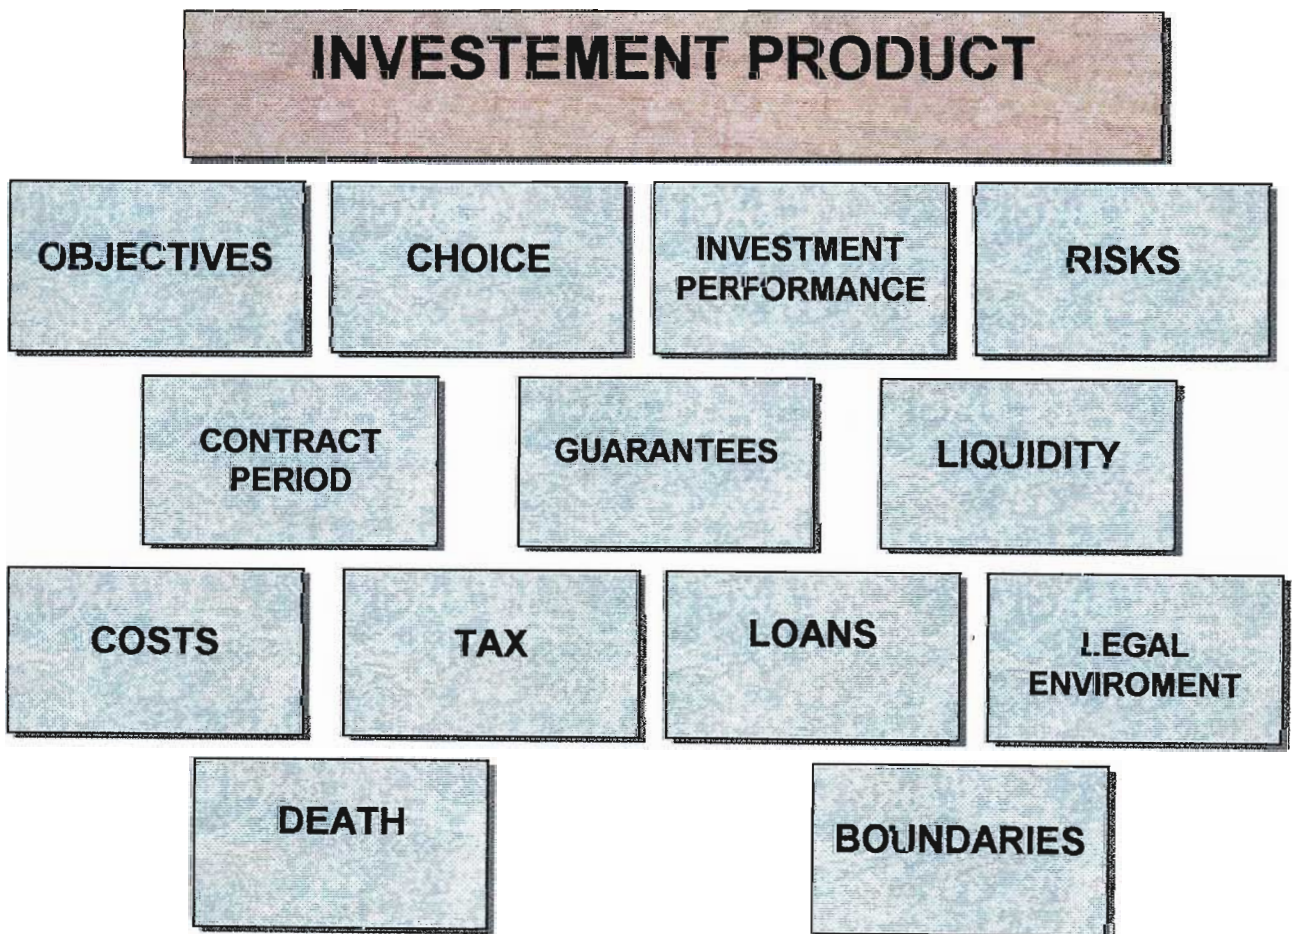 INVESTEMENT PRODUCT
OBJECTIVES
CHOICE
INVESTMENT
PERFORMANCE
RISKS
CONTRACT
PERIOD
GUARANTEES
LIQUIDITY
COSTS
TAX
LOANS
LEGAL
ENVIROMENT
DEATH
BOUNDARIES